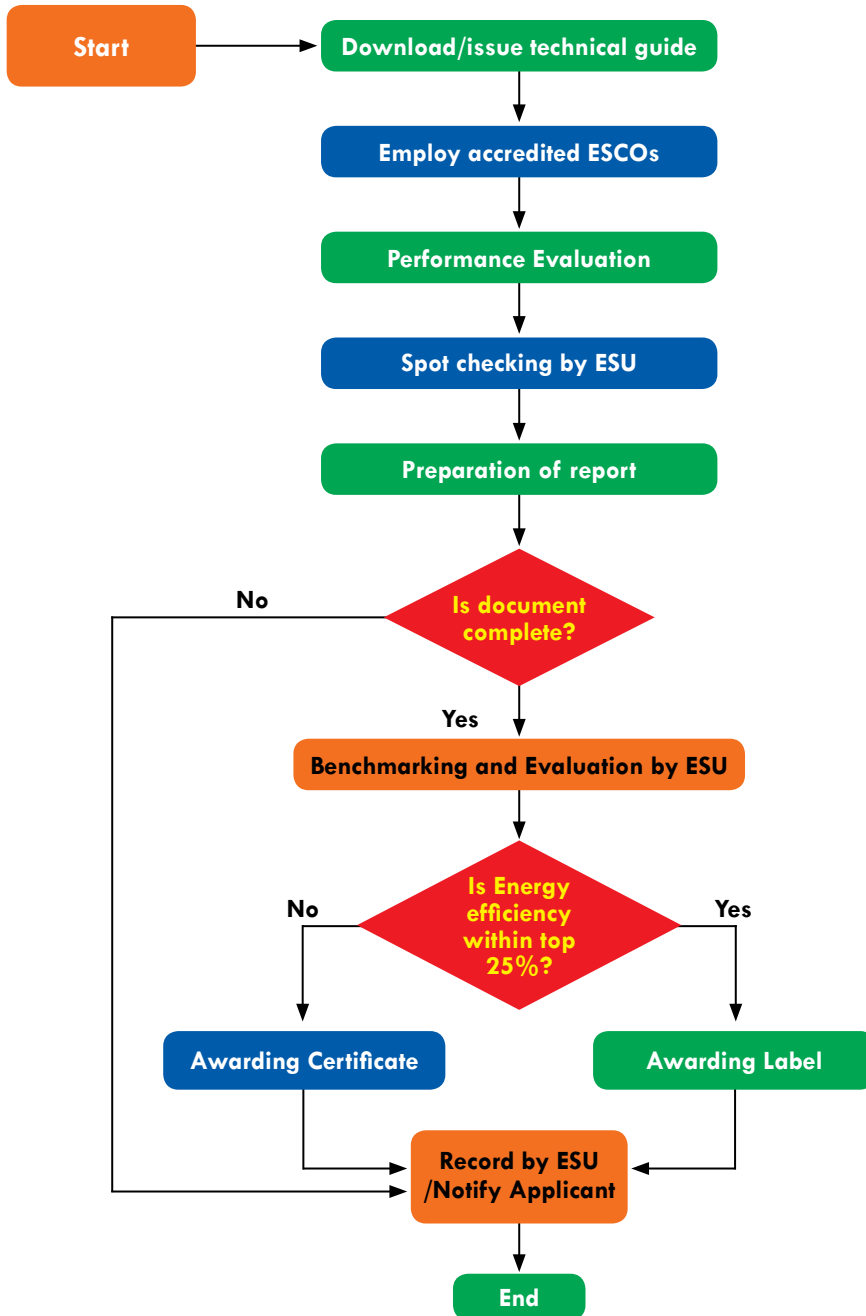 Start
Download/issue technical guide
Employ accredited ESCOs
Performance Evaluation
Spot checking by ESU
Preparation of report
No
Is document
complete?
Yes
Benchmarking and Evaluation by ESU
No
Is Energy
efficiency
within top
25%?
Yes
Awarding Certificate
Awarding Label
Record by ESU
/Notify Applicant
End